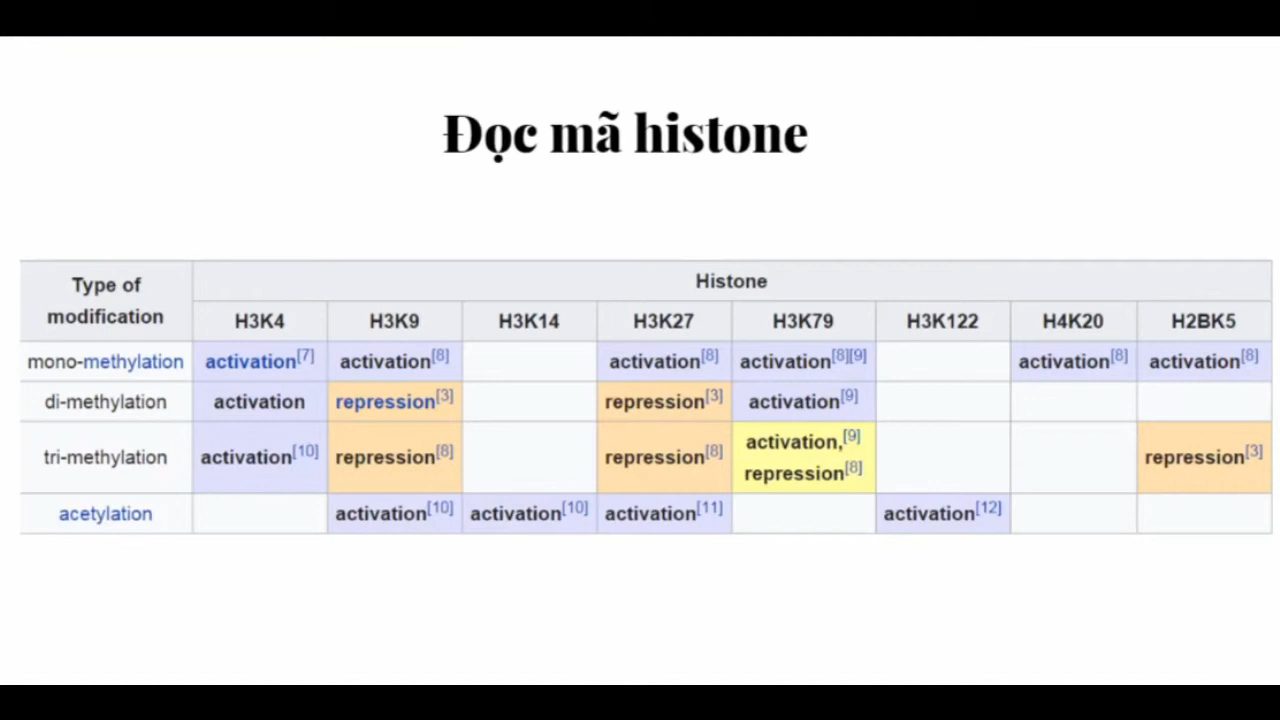 Đọc mã histone
Type of modification Histone
H3K4 H3K9 H3K14 H3K27 H3K79 H3K122 H4K20 H2BK5
mono-methylation activation[7] activation[8] activation[8] activation[8][9] activation[8] activation[8]
di-methylation activation repression[3] repression[3] activation[9]
tri-methylation activation[10] repression[8] repression[8] activation,[9] repression[8] repression[3]
acetylation activation[10] activation[10] activation[11] activation[12]